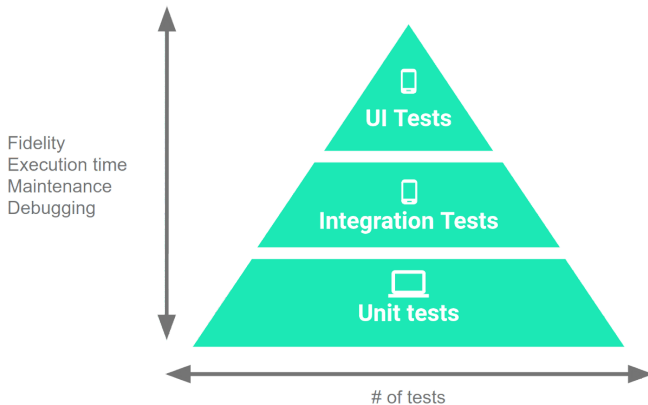 Fidelity
Execution time
Maintenance
Debugging
UI Tests
Integration Tests
Unit tests
# of tests